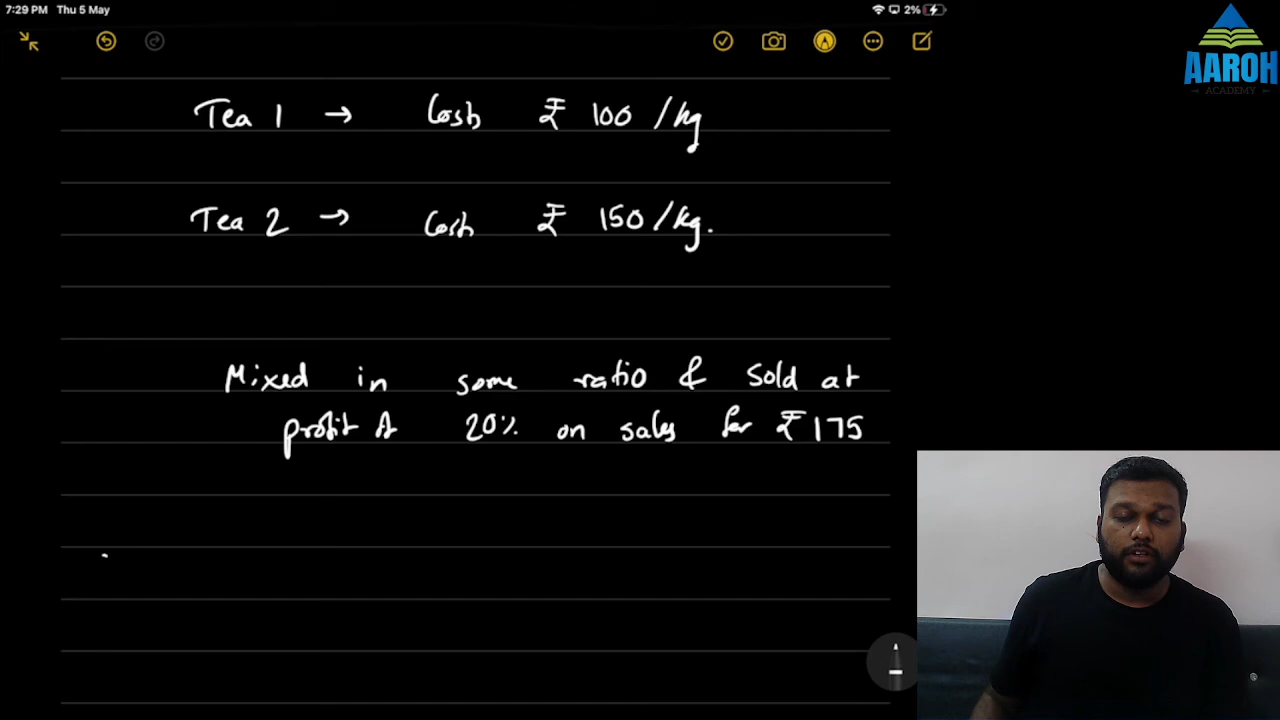 7:29 PM Thu 5 May 2%
AAROH
ACADEMY
Tea 1 → Cost ₹ 100 /kg
Tea 2 → Cost ₹ 150 /kg.
Mixed in some ratio & Sold at
profit of 20% on sales for ₹ 175